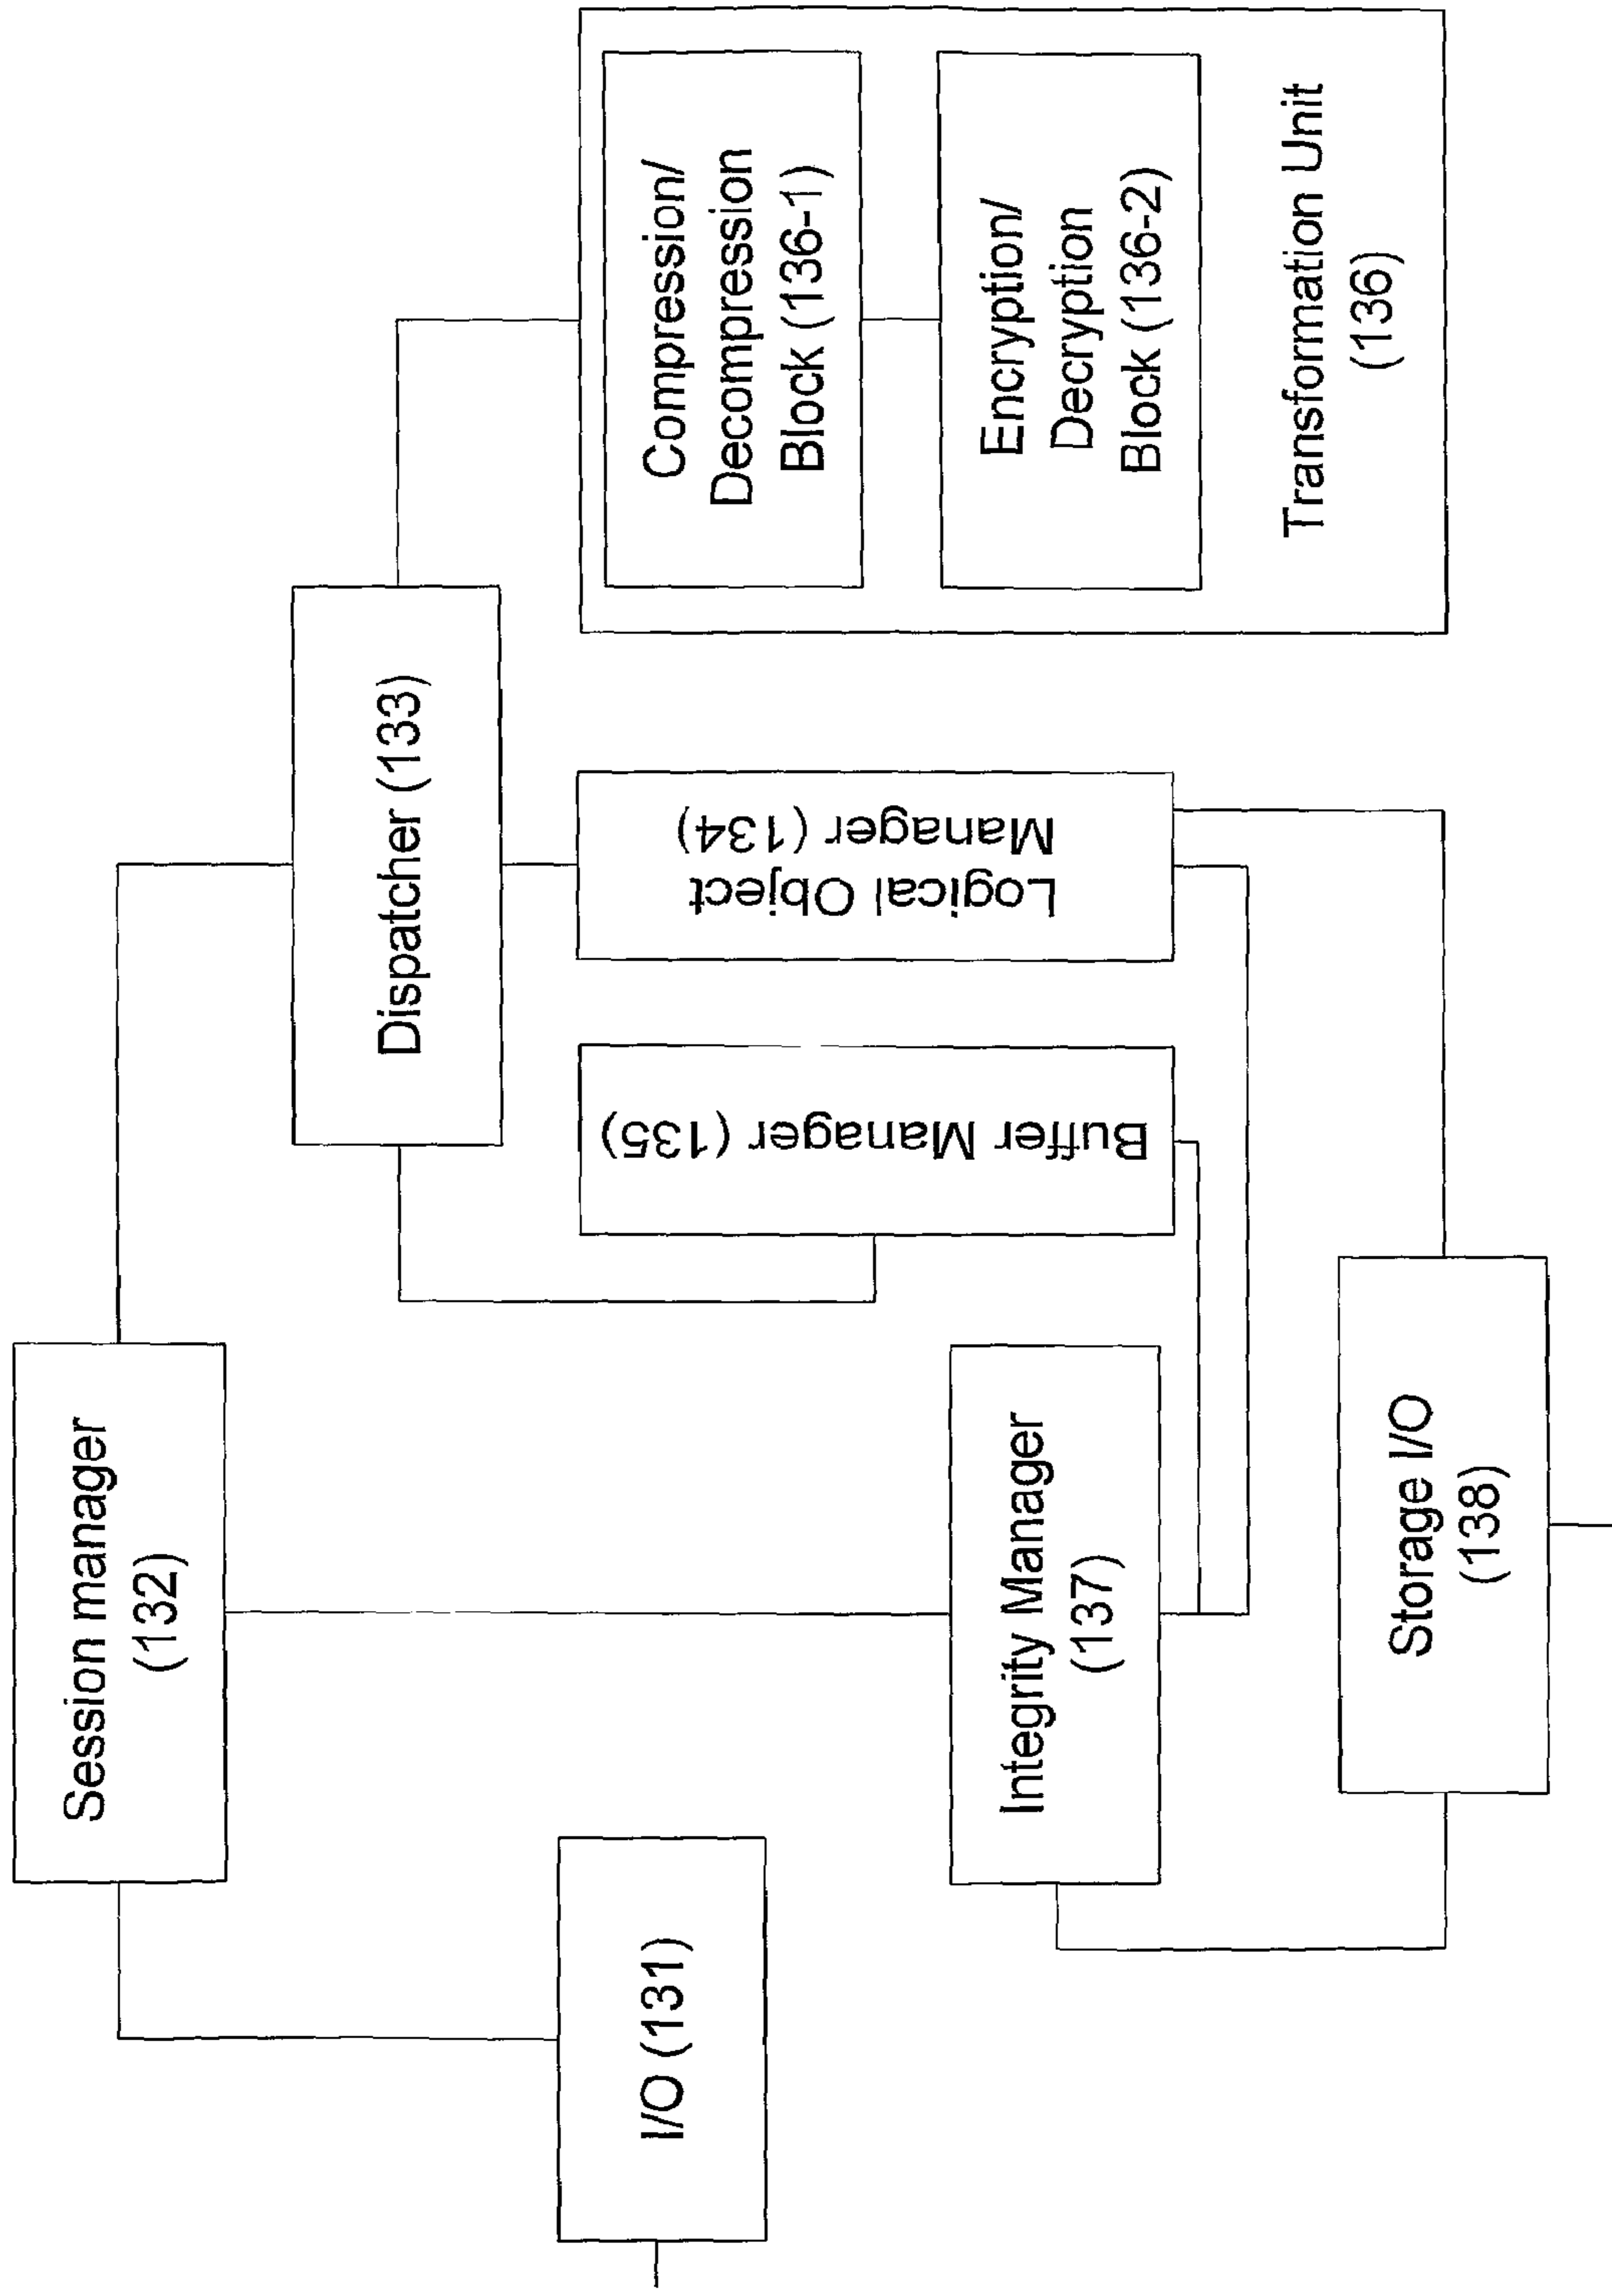 Session manager
(132)
I/O (131)
Dispatcher (133)
Integrity Manager
(137)
Buffer Manager (135)
Logical Object
Manager (134)
Storage I/O
(138)
Compression/
Decompression
Block (136-1)
Encryption/
Decryption
Block (136-2)
Transformation Unit
(136)